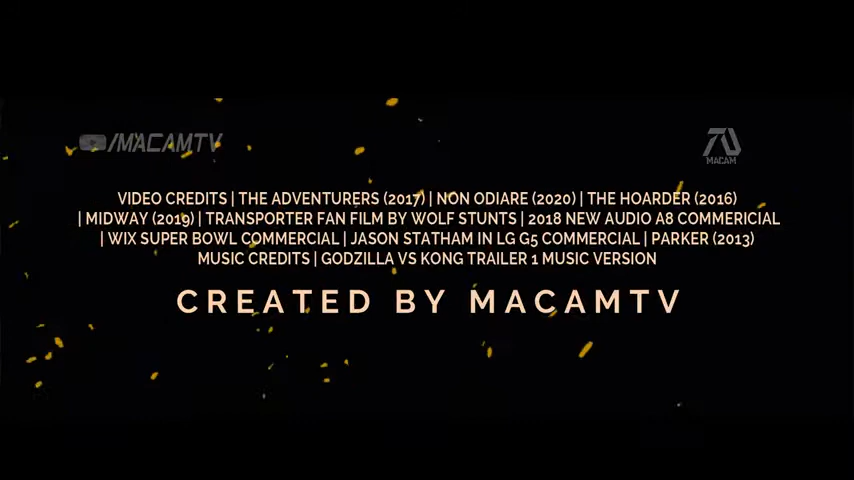 /MACAMTV
MACAM
VIDEO CREDITS | THE ADVENTURERS (2017) | NON ODIARE (2020) | THE HOARDER (2016)
| MIDWAY (2019) | TRANSPORTER FAN FILM BY WOLF STUNTS | 2018 NEW AUDIO A8 COMMERICIAL
| WIX SUPER BOWL COMMERCIAL | JASON STATHAM IN LG G5 COMMERCIAL | PARKER (2013)
MUSIC CREDITS | GODZILLA VS KONG TRAILER 1 MUSIC VERSION
CREATED BY MACAMTV